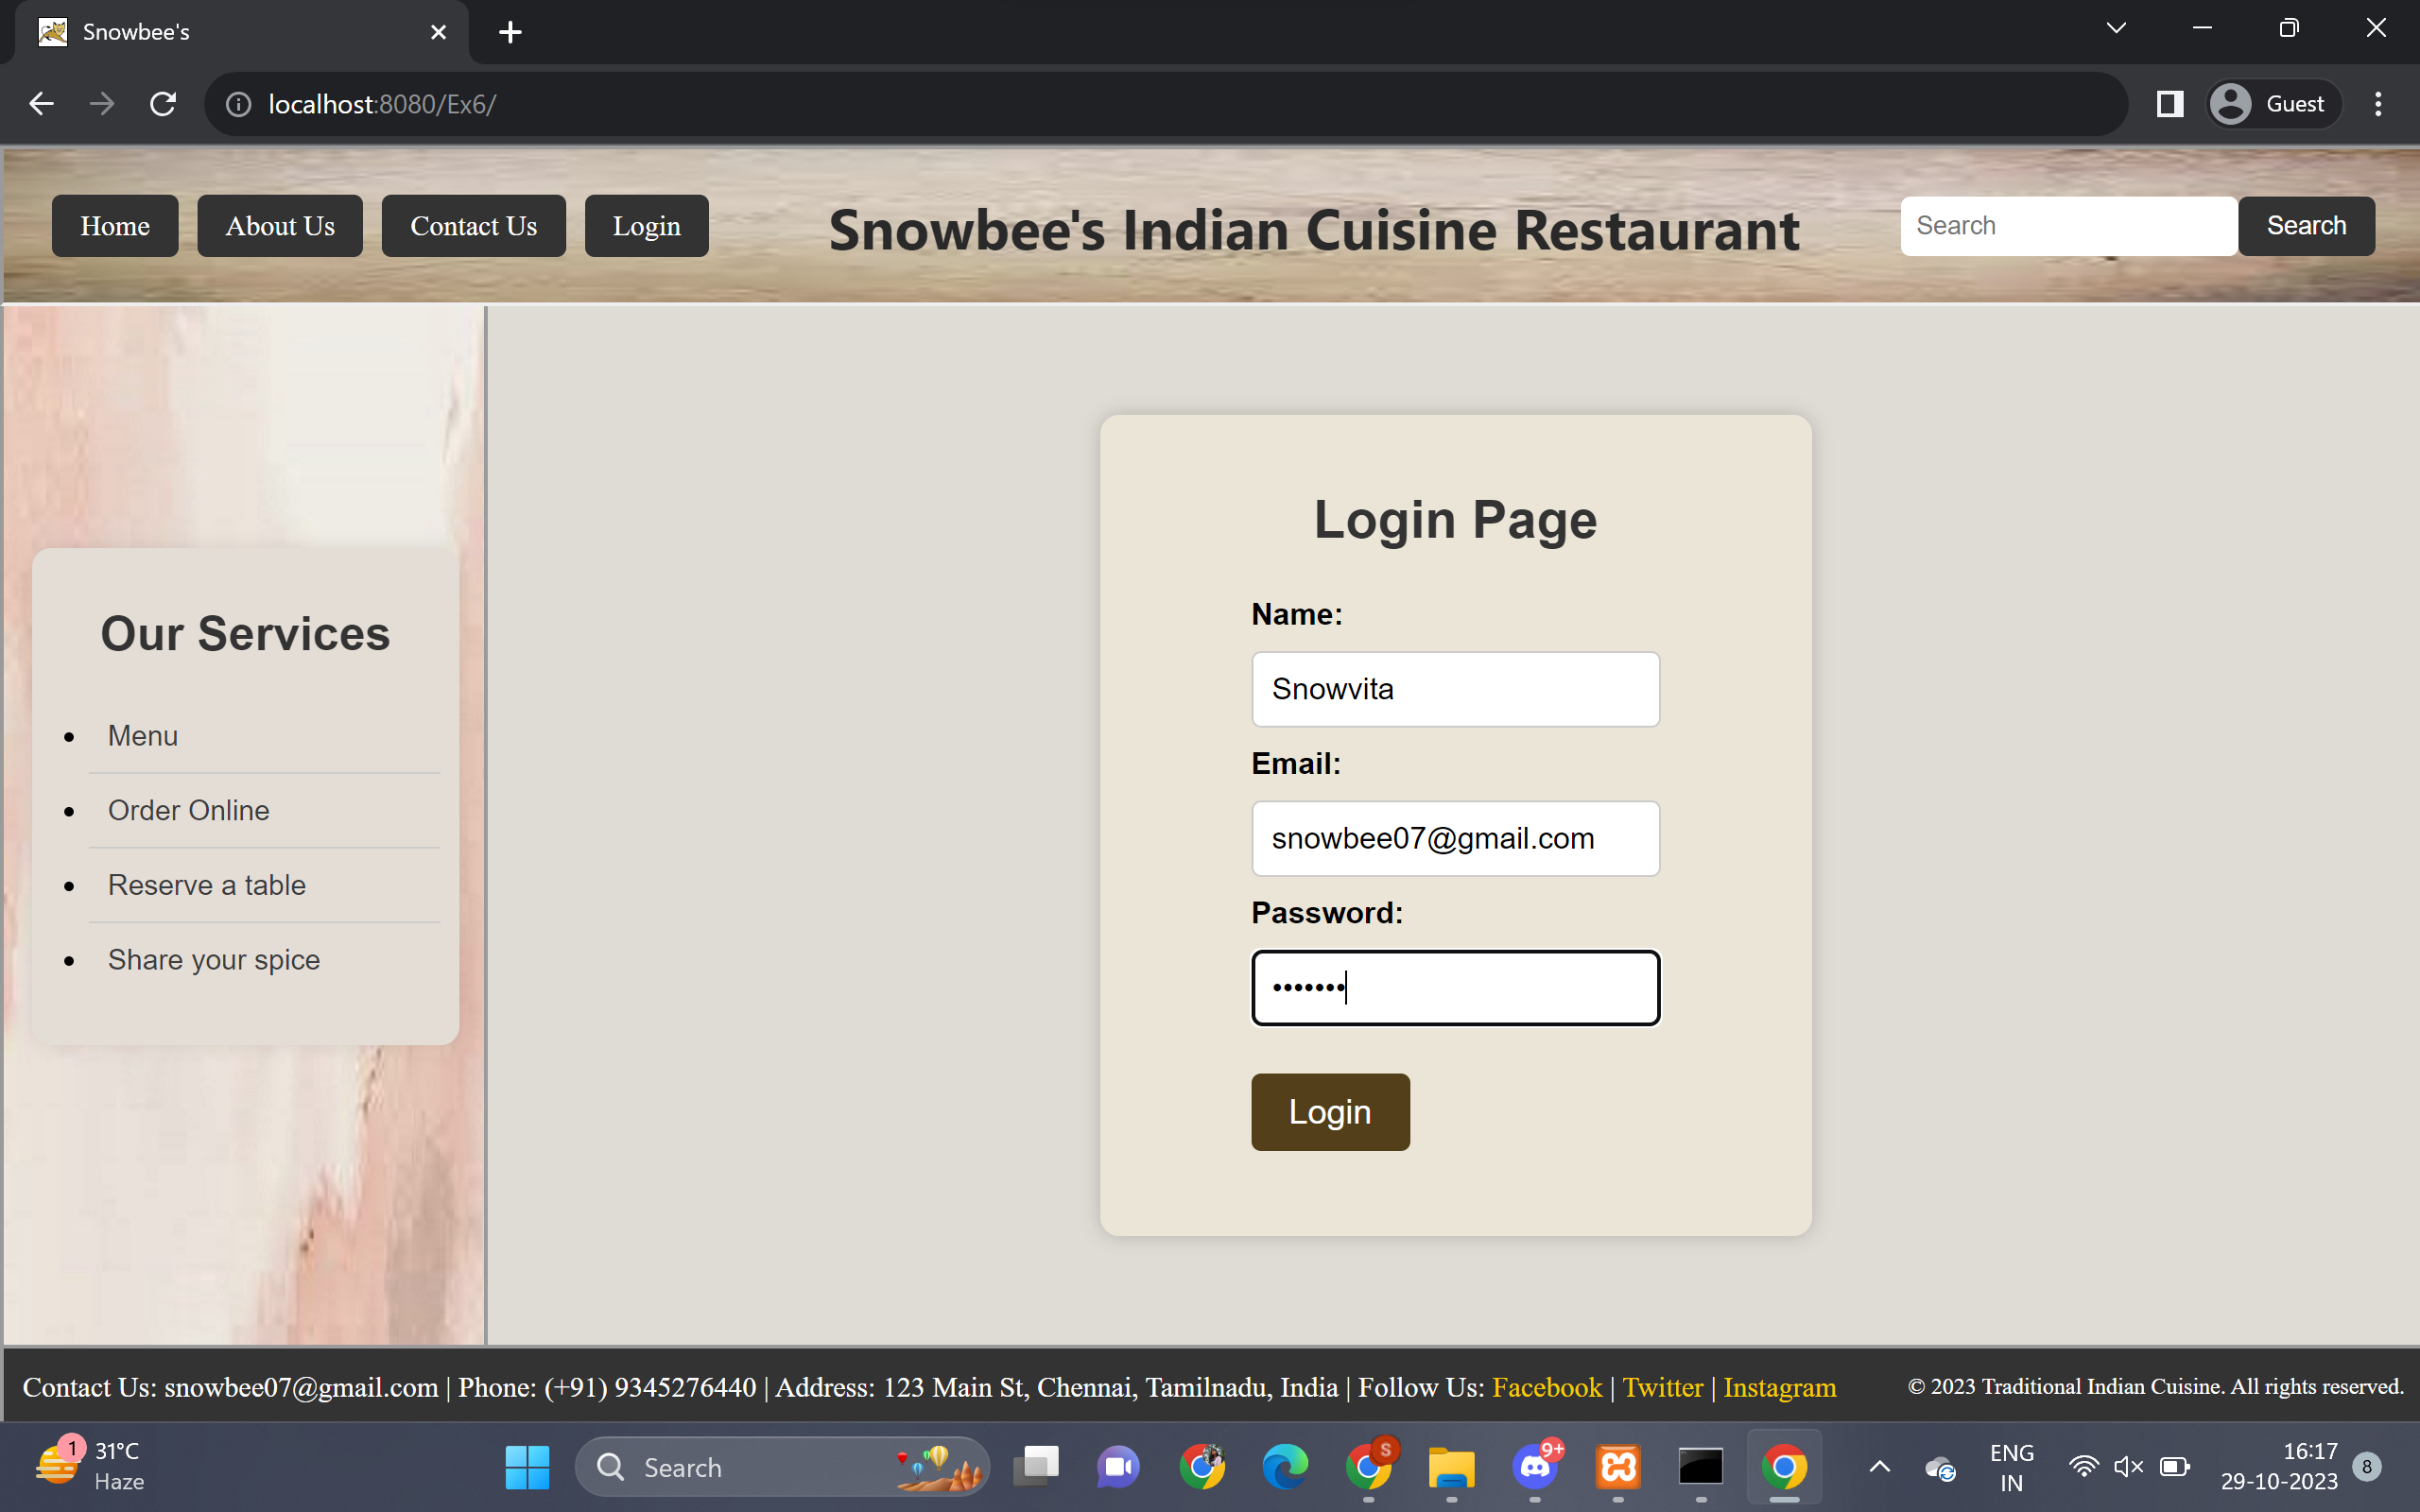 Snowbee's
localhost:8080/Ex6/
Guest
Home
About Us
Contact Us
Login
Snowbee's Indian Cuisine Restaurant
Search
Search
Our Services
Menu
Order Online
Reserve a table
Share your spice
Login Page
Name:
Snowvita
Email:
snowbee07@gmail.com
Password:
•••••••
Login
Contact Us: snowbee07@gmail.com | Phone: (+91) 9345276440 | Address: 123 Main St, Chennai, Tamilnadu, India | Follow Us: Facebook | Twitter | Instagram
© 2023 Traditional Indian Cuisine. All rights reserved.
1
31°C
Haze
Search
S
9+
ENG
IN
16:17
29-10-2023
8